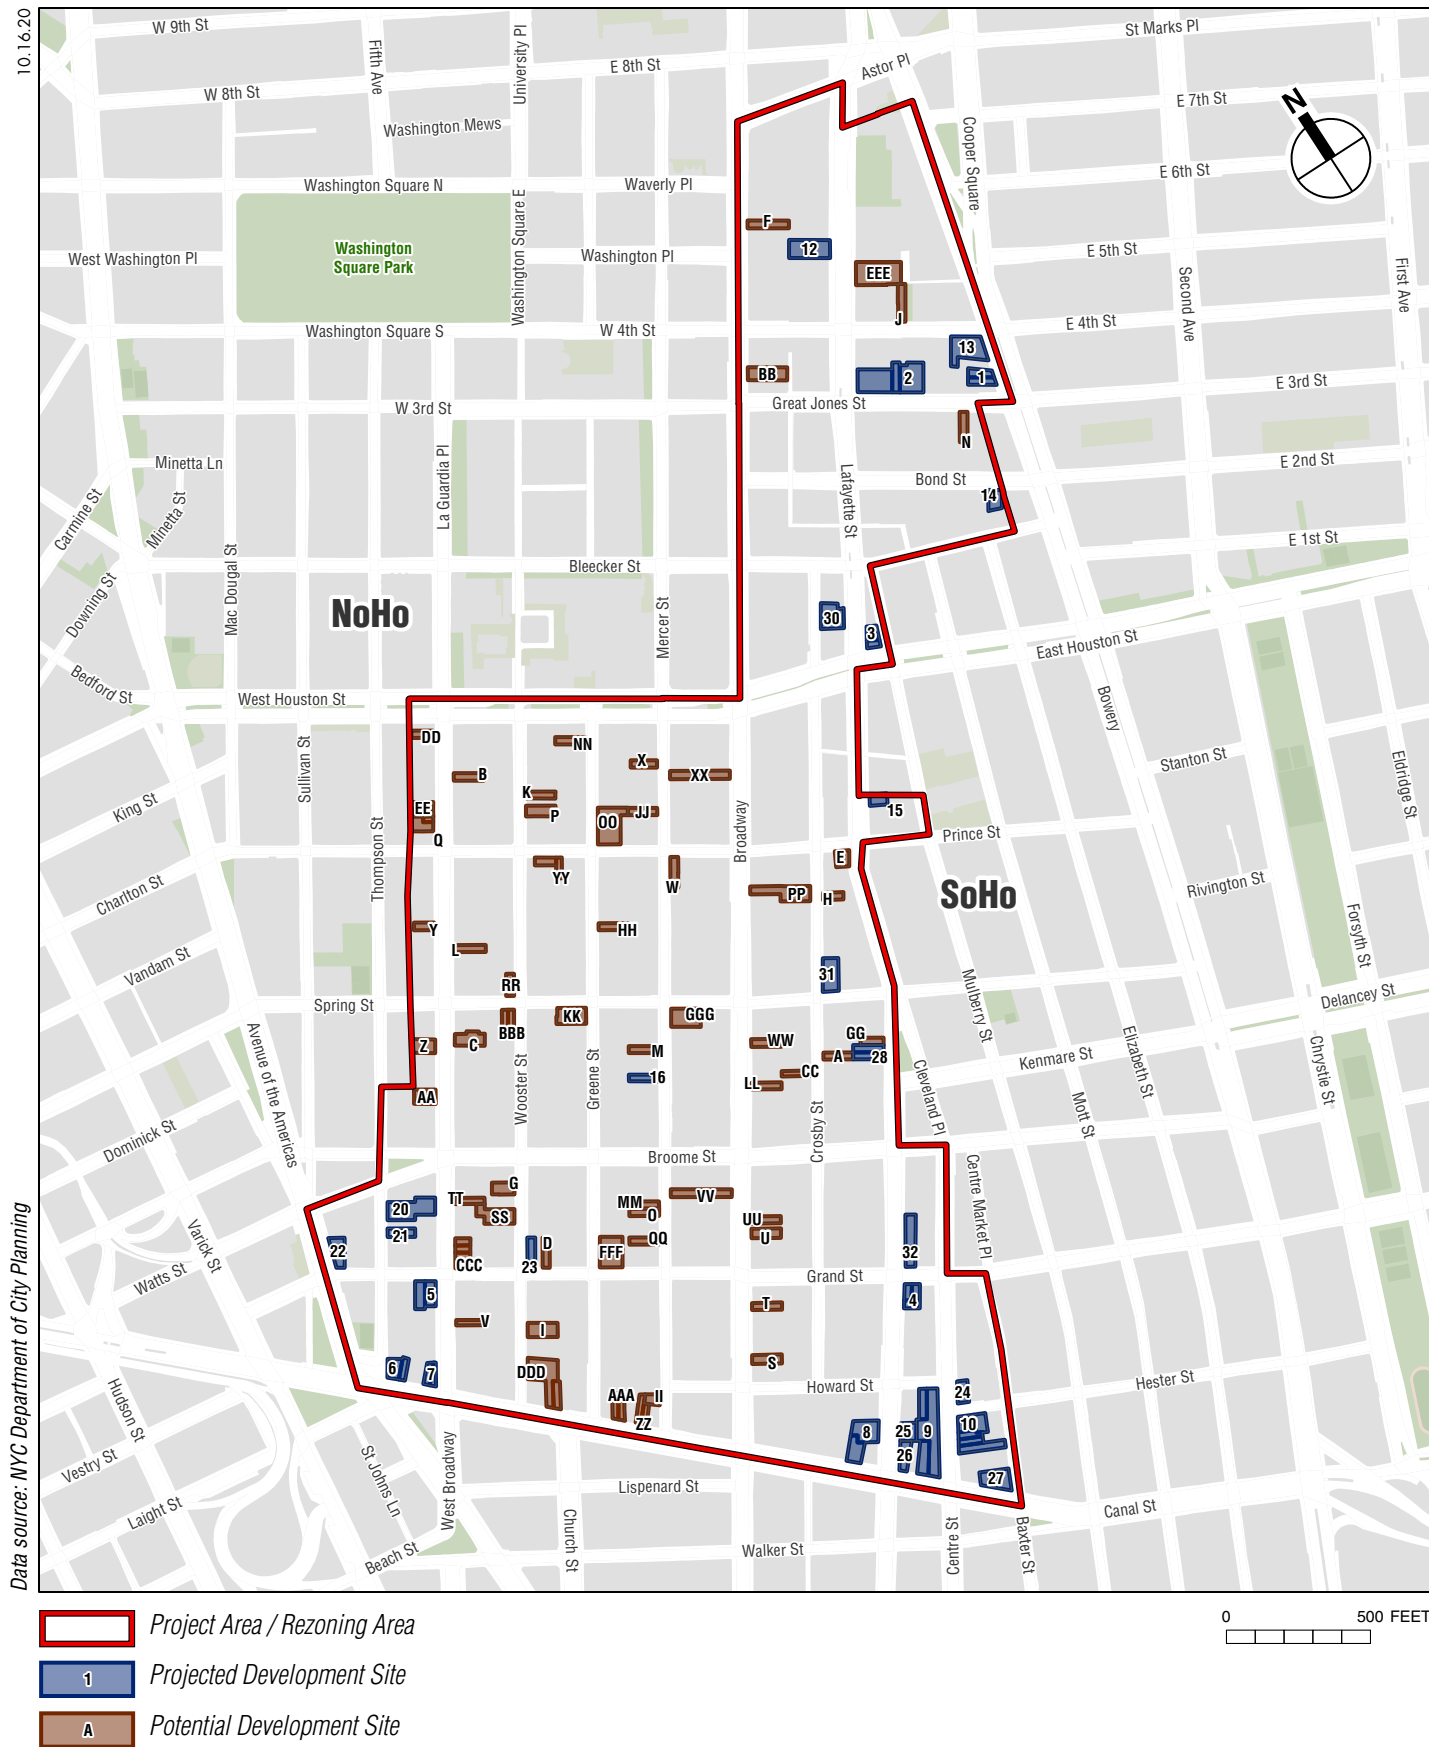 10.16.20
W 9th St
Fifth Ave
University Pl
E 8th St
Astor Pl
St Marks Pl
W 8th St
Washington Mews
E 7th St
N
Cooper Square
E 6th St
Washington Square N
Waverly Pl
Washington Square E
F
12
West Washington Pl
Washington
Square Park
Washington Pl
E 5th St
Second Ave
First Ave
EEE
J
Washington Square S
W 4th St
E 4th St
13
BB
2
1
E 3rd St
W 3rd St
Great Jones St
N
La Guardia Pl
Minetta Ln
Minetta St
Carmine St
Lafayette St
Bond St
14
E 2nd St
E 1st St
Mac Dougal St
Bleecker St
Downing St
NoHo
Mercer St
30
3
East Houston St
Bedford St
West Houston St
Bowery
DD
NN
Sullivan St
B
X
XX
Stanton St
Eldridge St
King St
K
P
EE
Q
OO
JJ
15
Thompson St
Broadway
Prince St
YY
W
E
Charlton St
PP
H
SoHo
Rivington St
Forsyth St
Y
L
HH
Vandam St
RR
31
Mulberry St
Spring St
Delancey St
BBB
KK
GGG
Z
C
M
WW
GG
A
28
Avenue of the Americas
Wooster St
Greene St
16
LL
CC
Kenmare St
Elizabeth St
Chrystie St
Cleveland Pl
Mott St
AA
Crosby St
Dominick St
Broome St
Centre Market Pl
G
TT
SS
20
21
22
MM
O
VV
UU
U
Varick St
CCC
23
D
FFF
QQ
32
Watts St
Grand St
5
4
V
I
T
S
6
7
DDD
Howard St
Hester St
Hudson St
AAA
II
ZZ
24
8
25
26
9
10
27
Vestry St
St Johns Ln
West Broadway
Lispenard St
Laight St
Church St
Canal St
Beach St
Walker St
Centre St
Baxter St
Data source: NYC Department of City Planning
Project Area / Rezoning Area
0 500 FEET
1 Projected Development Site
A Potential Development Site